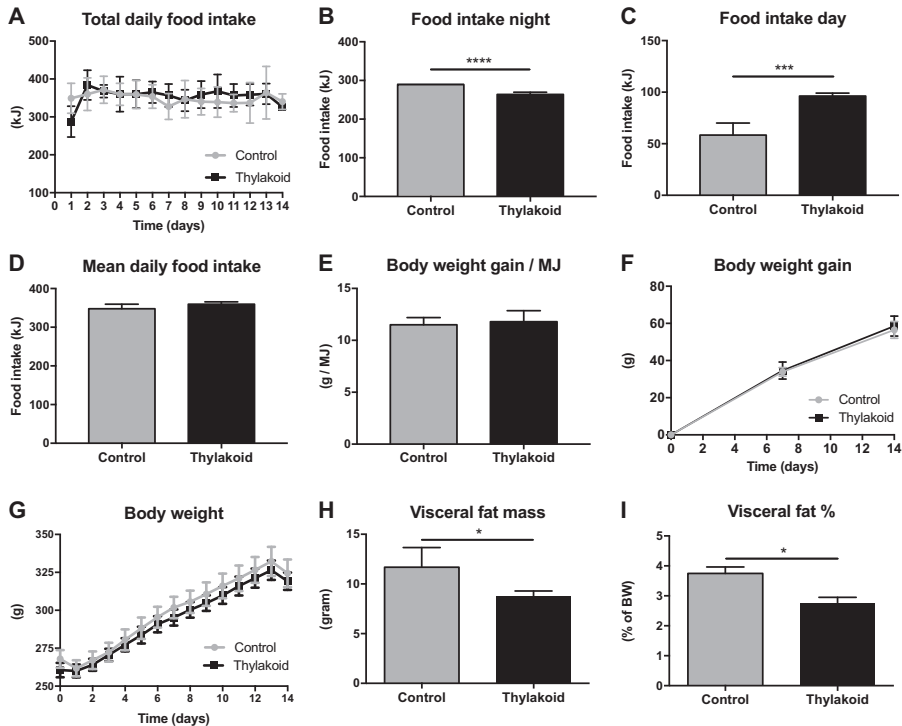 A
Total daily food intake
(kJ)
500
400
300
200
100
0 1 2 3 4 5 6 7 8 9 10 11 12 13 14
Time (days)
Control
Thylakoid
B
Food intake night
Food intake (kJ)
400
300
200
100
0
****
Control Thylakoid
C
Food intake day
Food intake (kJ)
150
100
50
0
***
Control Thylakoid
D
Mean daily food intake
Food intake (kJ)
400
300
200
100
0
Control Thylakoid
E
Body weight gain / MJ
(g / MJ)
15
10
5
0
Control Thylakoid
F
Body weight gain
(g)
80
60
40
20
0
0 2 4 6 8 10 12 14
Time (days)
Control
Thylakoid
G
Body weight
(g)
350
325
300
275
250
0 2 4 6 8 10 12 14
Time (days)
Control
Thylakoid
H
Visceral fat mass
(gram)
15
10
5
0
*
Control Thylakoid
I
Visceral fat %
(% of BW)
5
4
3
2
1
0
*
Control Thylakoid